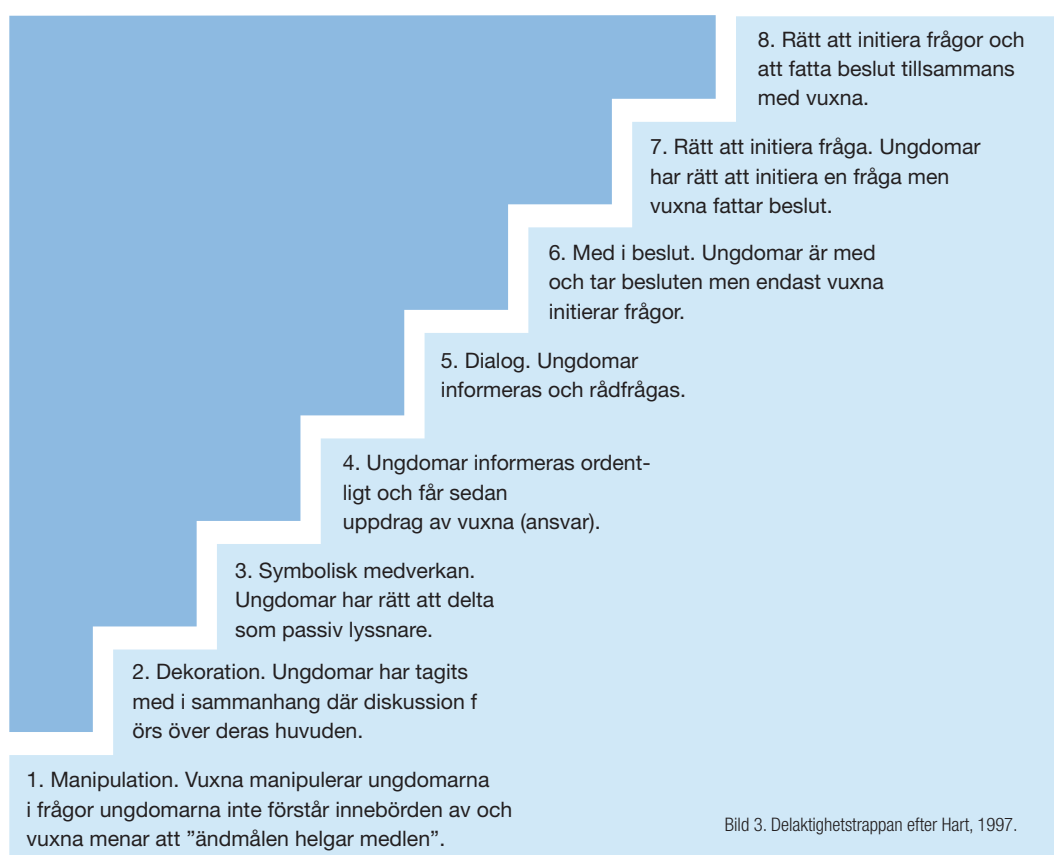 8. Rätt att initiera frågor och
att fatta beslut tillsammans
med vuxna.
7. Rätt att initiera fråga. Ungdomar
har rätt att initiera en fråga men
vuxna fattar beslut.
6. Med i beslut. Ungdomar är med
och tar besluten men endast vuxna
initierar frågor.
5. Dialog. Ungdomar
informeras och rådfrågas.
4. Ungdomar informeras ordent-
ligt och får sedan
uppdrag av vuxna (ansvar).
3. Symbolisk medverkan.
Ungdomar har rätt att delta
som passiv lyssnare.
2. Dekoration. Ungdomar har tagits
med i sammanhang där diskussion f
örs över deras huvuden.
1. Manipulation. Vuxna manipulerar ungdomarna
i frågor ungdomarna inte förstår innebörden av och
vuxna menar att ”ändmålen helgar medlen”.
Bild 3. Delaktighetstrappan efter Hart, 1997.